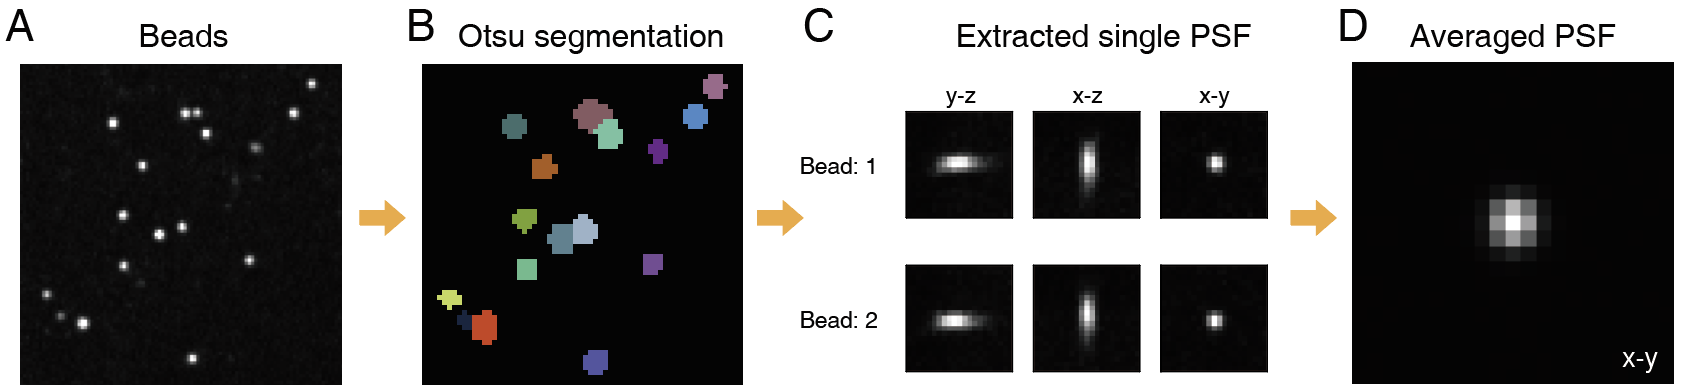 A
Beads
B
Otsu segmentation
C
Extracted single PSF
D
Averaged PSF
y-z
x-z
x-y
Bead: 1
Bead: 2
x-y